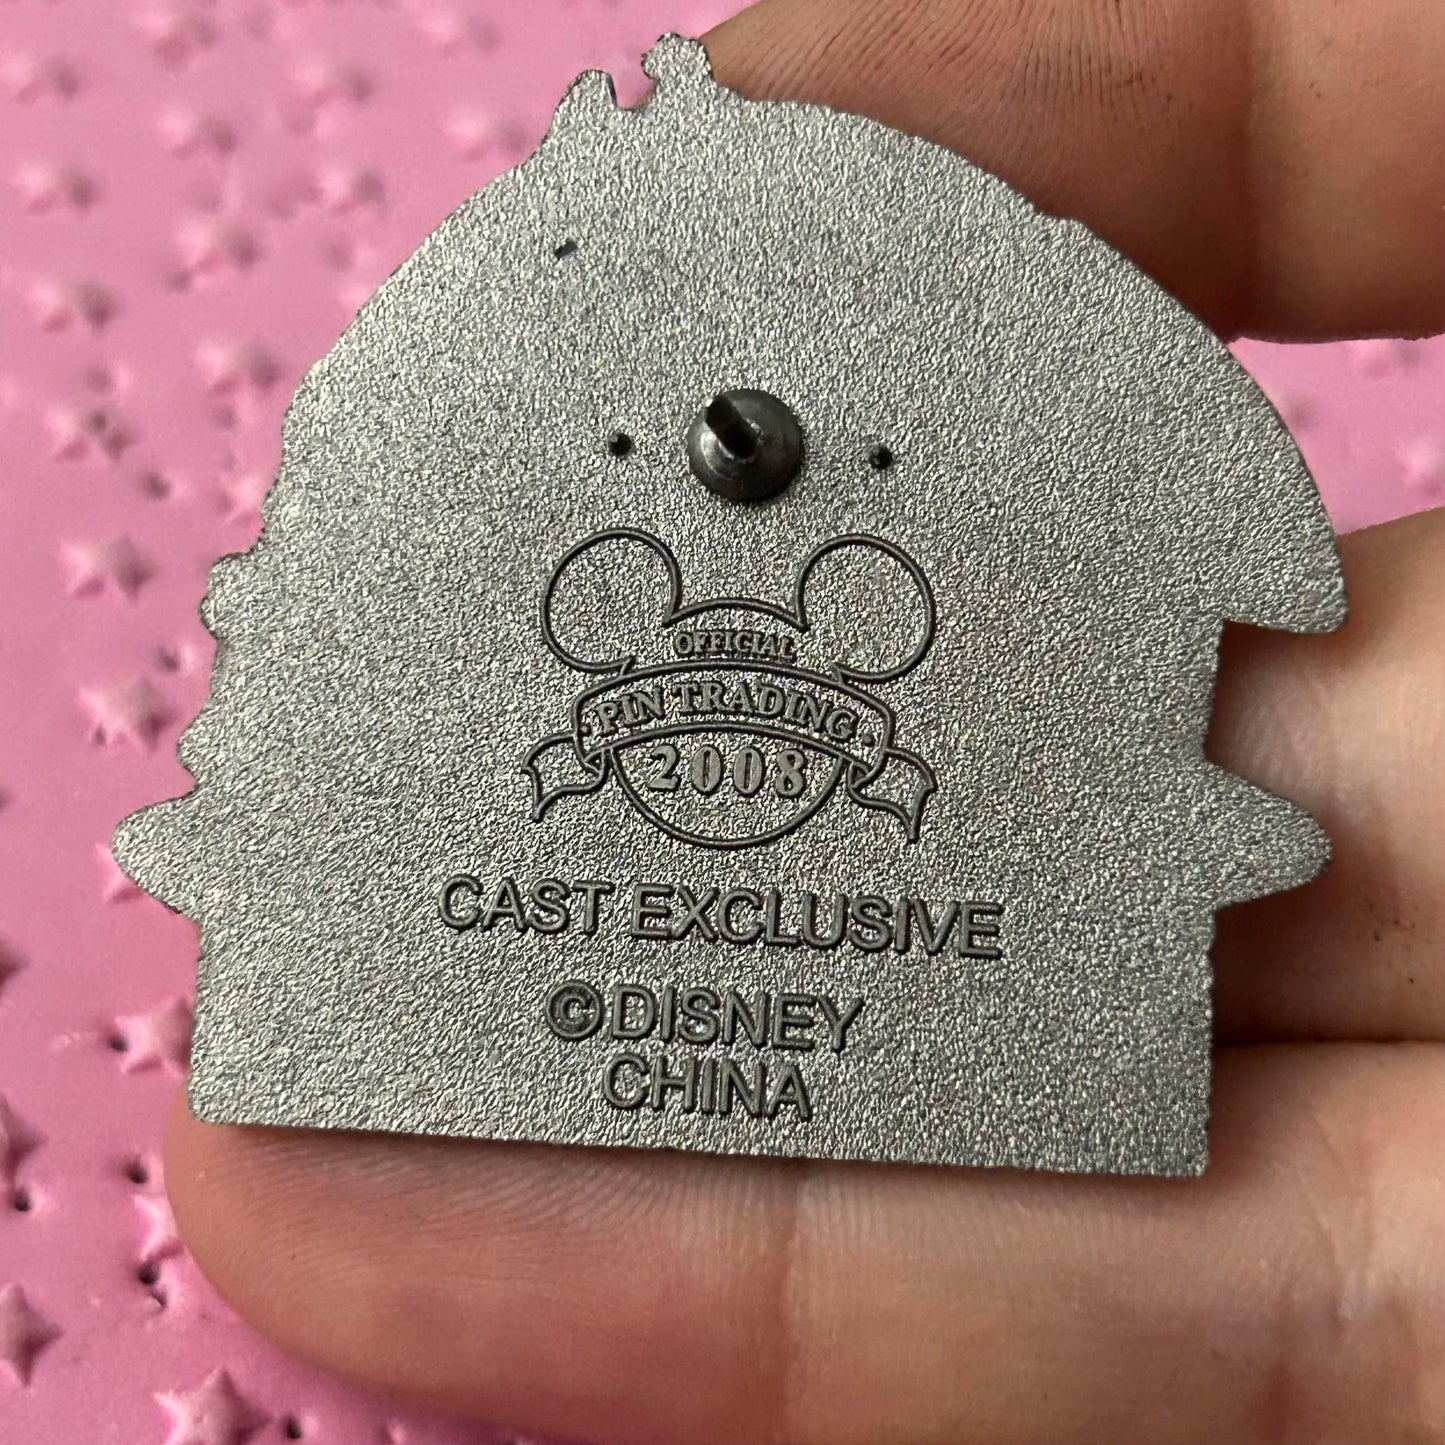 OFFICIAL
PIN TRADING
2008
CAST EXCLUSIVE
©DISNEY
CHINA